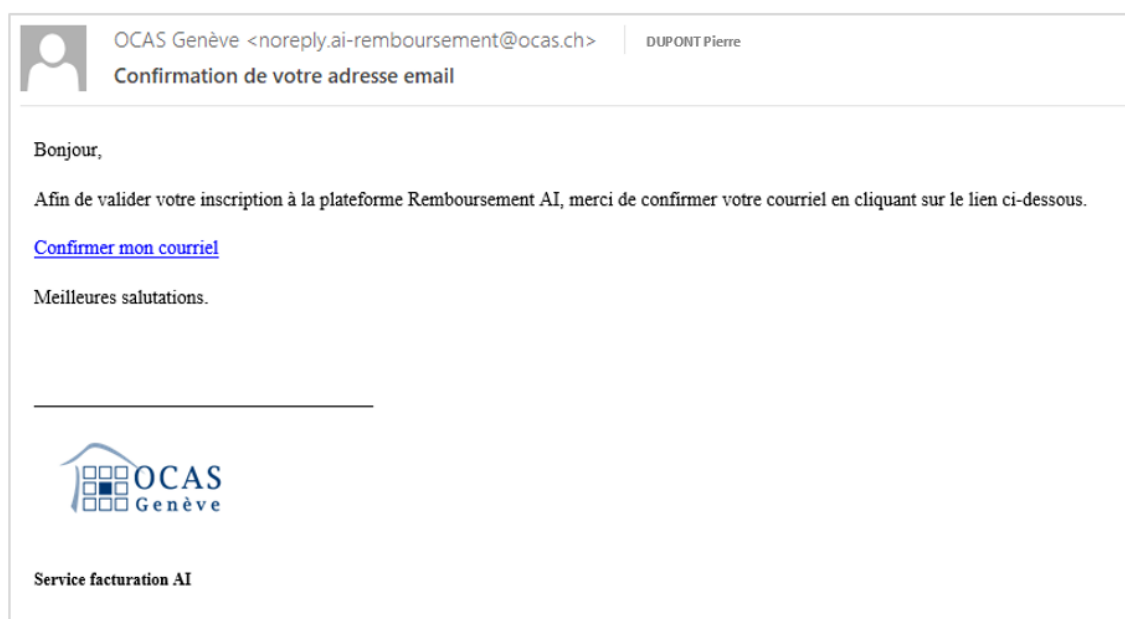 OCAS Genève <noreply.ai-remboursement@ocas.ch> DUPONT Pierre
Confirmation de votre adresse email
Bonjour,
Afin de valider votre inscription à la plateforme Remboursement AI, merci de confirmer votre courriel en cliquant sur le lien ci-dessous.
Confirmer mon courriel
Meilleures salutations.
OCAS
Genève
Service facturation AI